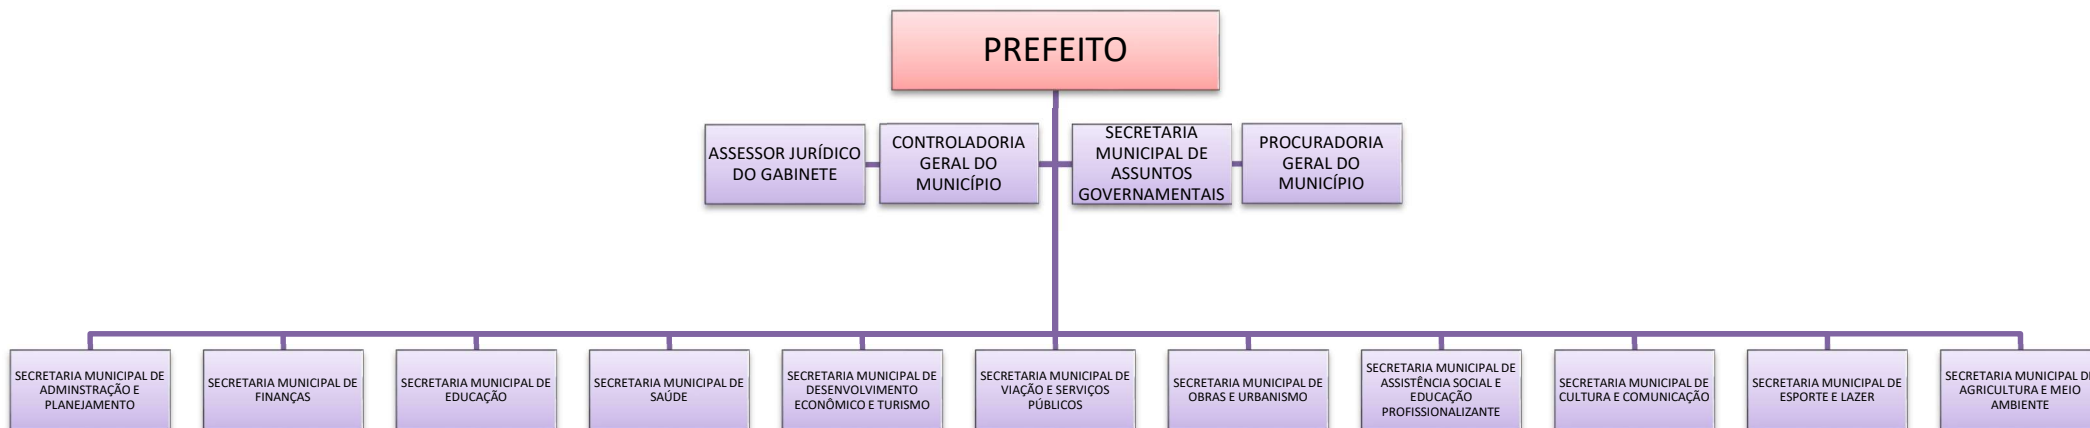 PREFEITO
ASSESSOR JURÍDICO
DO GABINETE
CONTROLADORIA
GERAL DO
MUNICÍPIO
SECRETARIA
MUNICIPAL DE
ASSUNTOS
GOVERNAMENTAIS
PROCURADORIA
GERAL DO
MUNICÍPIO
SECRETARIA MUNICIPAL DE
ADMINSTRAÇÃO E
PLANEJAMENTO
SECRETARIA MUNICIPAL DE
FINANÇAS
SECRETARIA MUNICIPAL DE
EDUCAÇÃO
SECRETARIA MUNICIPAL DE
SAÚDE
SECRETARIA MUNICIPAL DE
DESENVOLVIMENTO
ECONÔMICO E TURISMO
SECRETARIA MUNICIPAL DE
VIAÇÃO E SERVIÇOS
PÚBLICOS
SECRETARIA MUNICIPAL DE
OBRAS E URBANISMO
SECRETARIA MUNICIPAL DE
ASSISTÊNCIA SOCIAL E
EDUCAÇÃO
PROFISSIONALIZANTE
SECRETARIA MUNICIPAL DE
CULTURA E COMUNICAÇÃO
SECRETARIA MUNICIPAL DE
ESPORTE E LAZER
SECRETARIA MUNICIPAL DE
AGRICULTURA E MEIO
AMBIENTE